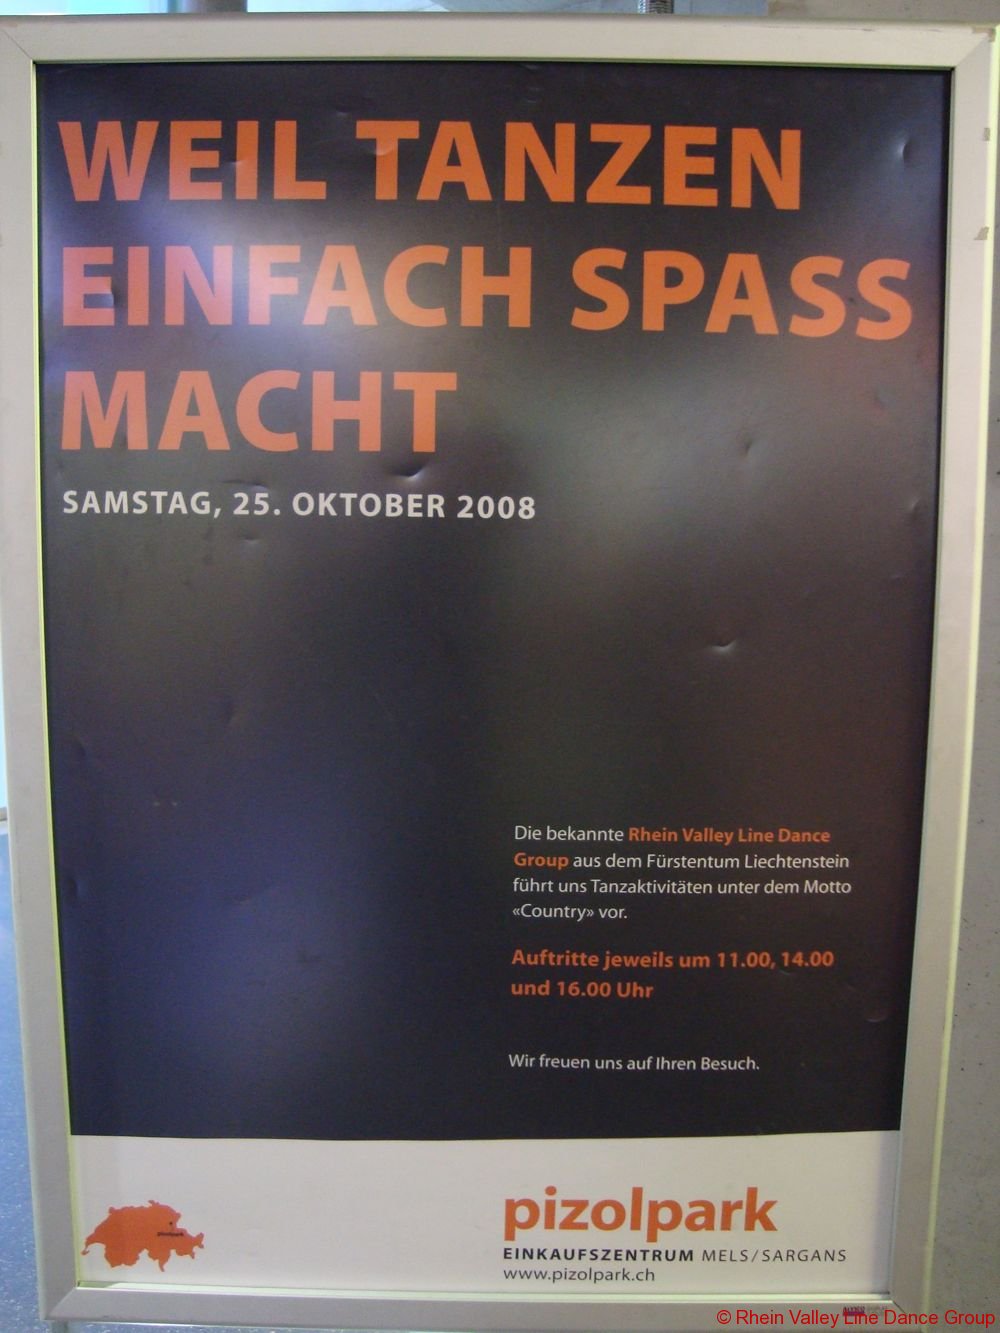 WEIL TANZEN
EINFACH SPASS
MACHT
SAMSTAG, 25. OKTOBER 2008
Die bekannte Rhein Valley Line Dance
Group aus dem Fürstentum Liechtenstein
führt uns Tanzaktivitäten unter dem Motto
«Country» vor.
Auftritte jeweils um 11.00, 14.00
und 16.00 Uhr
Wir freuen uns auf Ihren Besuch.
pizolpark
pizolpark
EINKAUFSZENTRUM MELS/SARGANS
www.pizolpark.ch
© Rhein Valley Line Dance Group